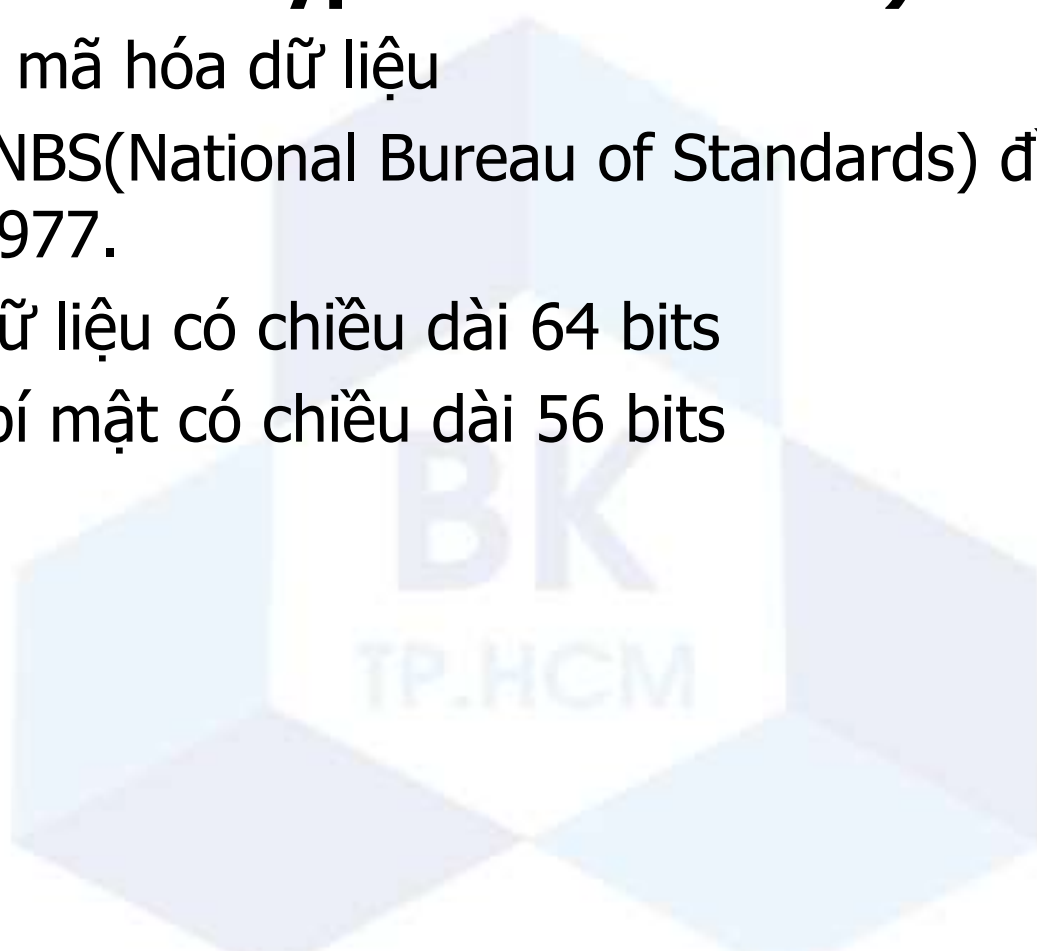 mã hóa dữ liệu
NBS(National Bureau of Standards)
977.
liệu có chiều dài 64 bits
mật có chiều dài 56 bits
BK
TP.HCM